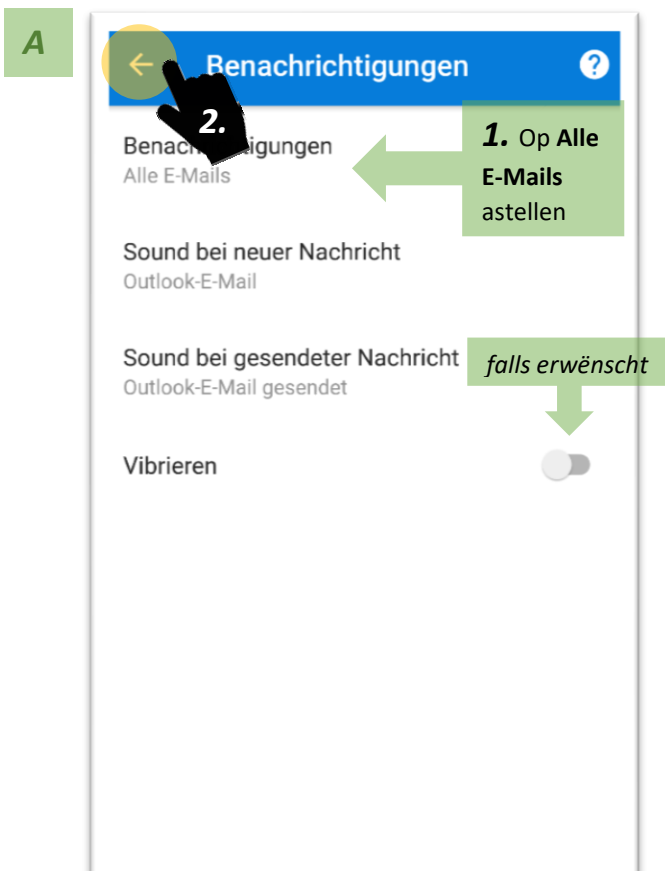 A
Benachrichtigungen ?
2.
Alle E-Mails
1. Op Alle
E-Mails
astellen
Sound bei neuer Nachricht
Outlook-E-Mail
Sound bei gesendeter Nachricht
Outlook-E-Mail gesendet
falls erwënscht
Vibrieren